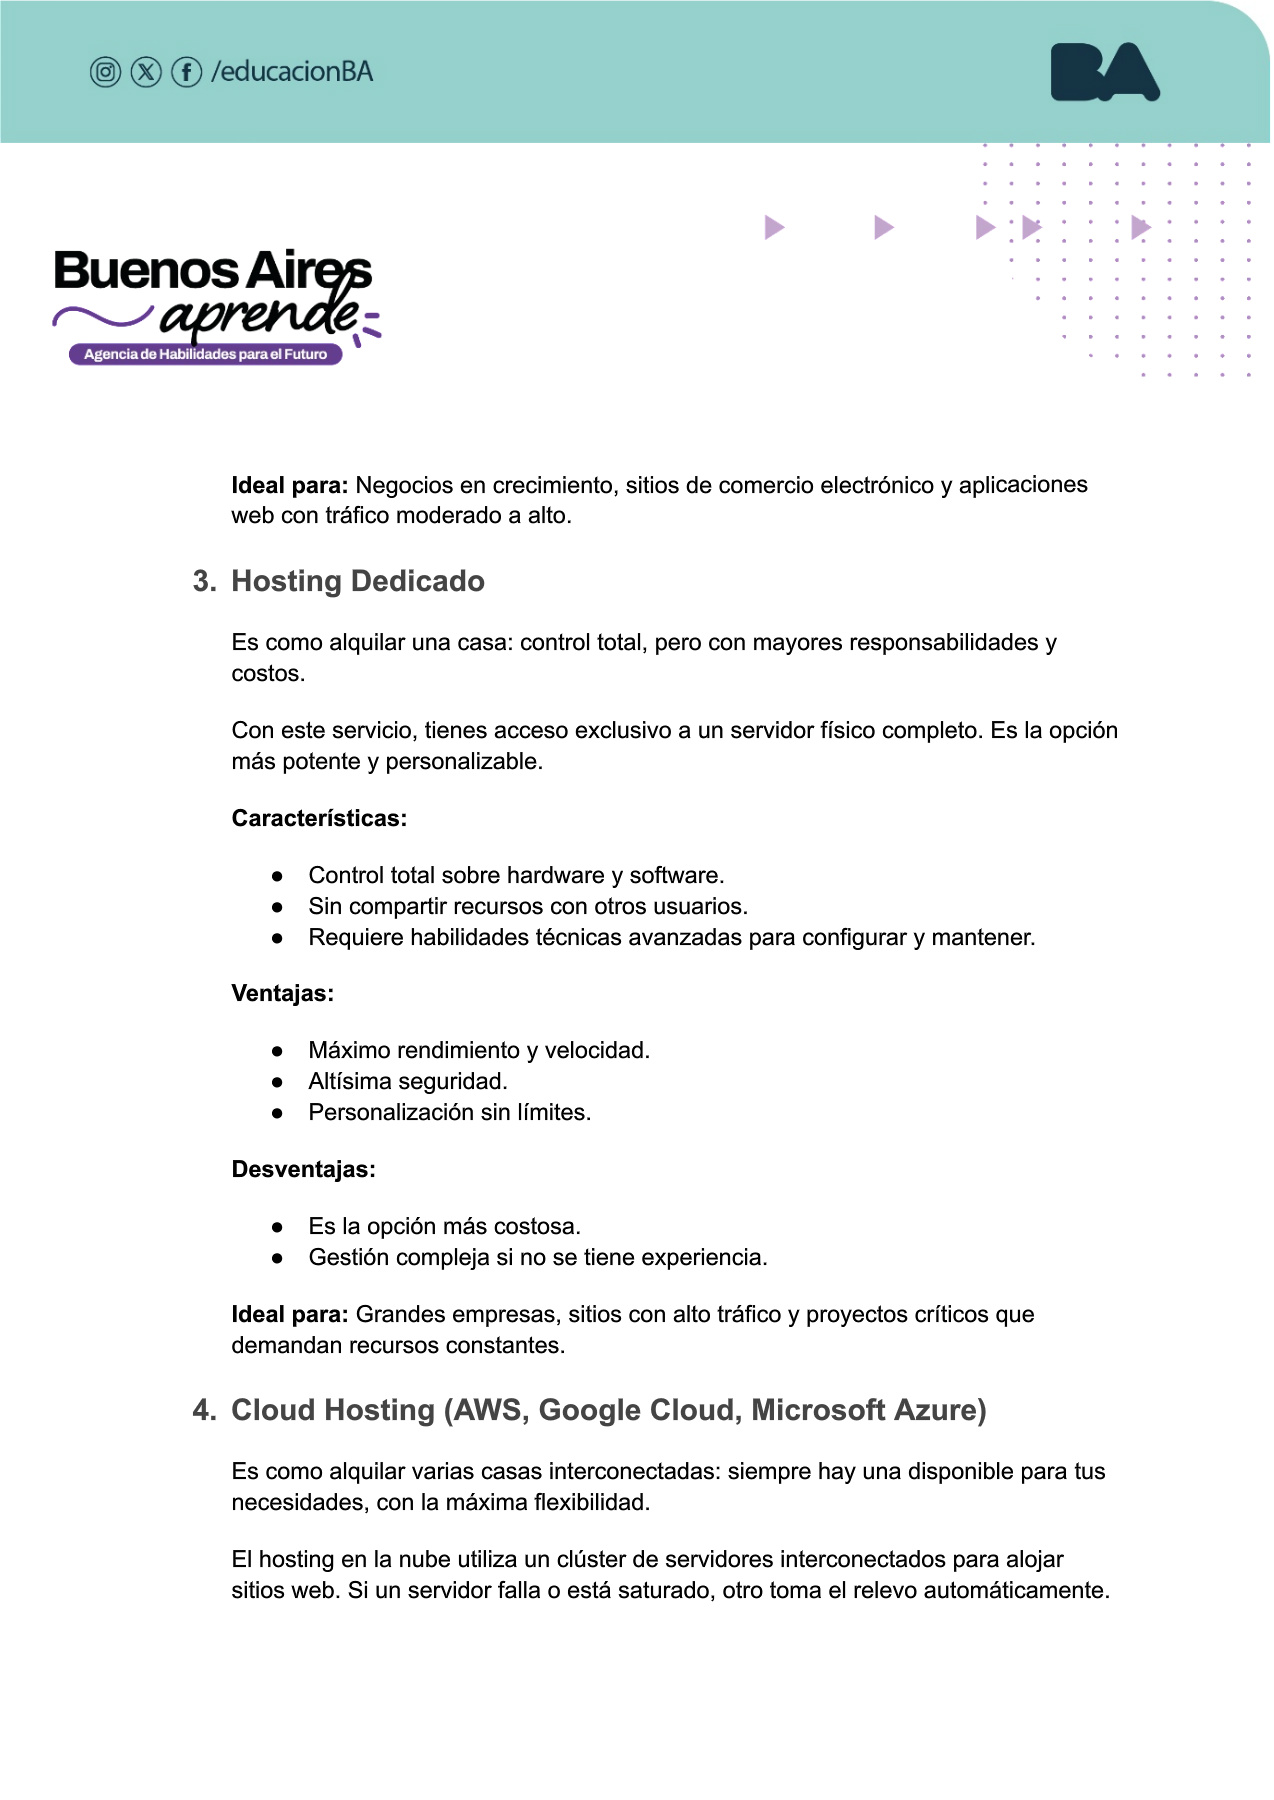 /educacionBA
BA
Buenos Aires
aprende
Agencia de Habilidades para el Futuro
Ideal para: Negocios en crecimiento, sitios de comercio electrónico y aplicaciones
web con tráfico moderado a alto.
3. Hosting Dedicado
Es como alquilar una casa: control total, pero con mayores responsabilidades y
costos.
Con este servicio, tienes acceso exclusivo a un servidor físico completo. Es la opción
más potente y personalizable.
Características:
● Control total sobre hardware y software.
● Sin compartir recursos con otros usuarios.
● Requiere habilidades técnicas avanzadas para configurar y mantener.
Ventajas:
● Máximo rendimiento y velocidad.
● Altísima seguridad.
● Personalización sin límites.
Desventajas:
● Es la opción más costosa.
● Gestión compleja si no se tiene experiencia.
Ideal para: Grandes empresas, sitios con alto tráfico y proyectos críticos que
demandan recursos constantes.
4. Cloud Hosting (AWS, Google Cloud, Microsoft Azure)
Es como alquilar varias casas interconectadas: siempre hay una disponible para tus
necesidades, con la máxima flexibilidad.
El hosting en la nube utiliza un clúster de servidores interconectados para alojar
sitios web. Si un servidor falla o está saturado, otro toma el relevo automáticamente.